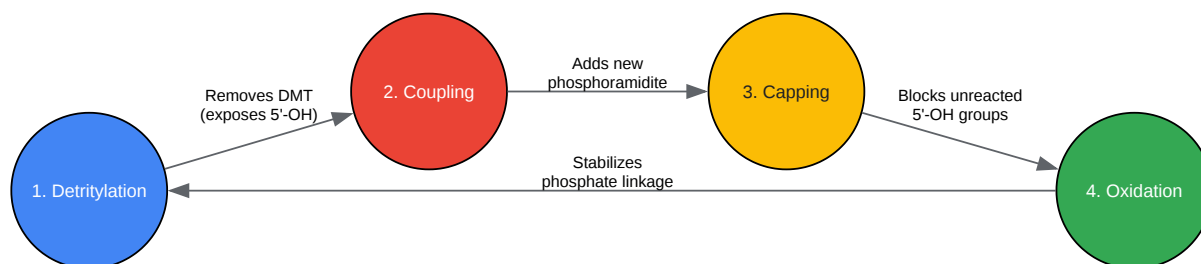 1. Detritylation
Removes DMT
(exposes 5'-OH)
2. Coupling
Adds new
phosphoramidite
3. Capping
Blocks unreacted
5'-OH groups
4. Oxidation
Stabilizes
phosphate linkage